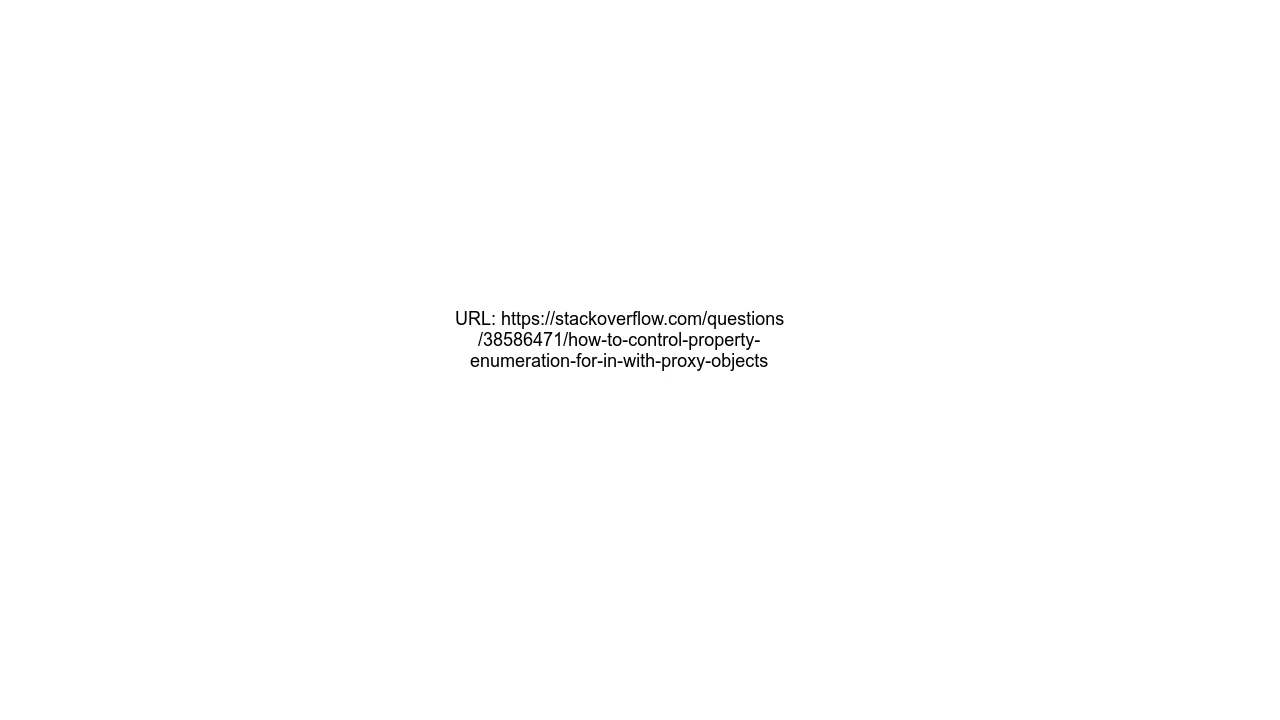 URL: https://stackoverflow.com/questions
/38586471/how-to-control-property-
enumeration-for-in-with-proxy-objects